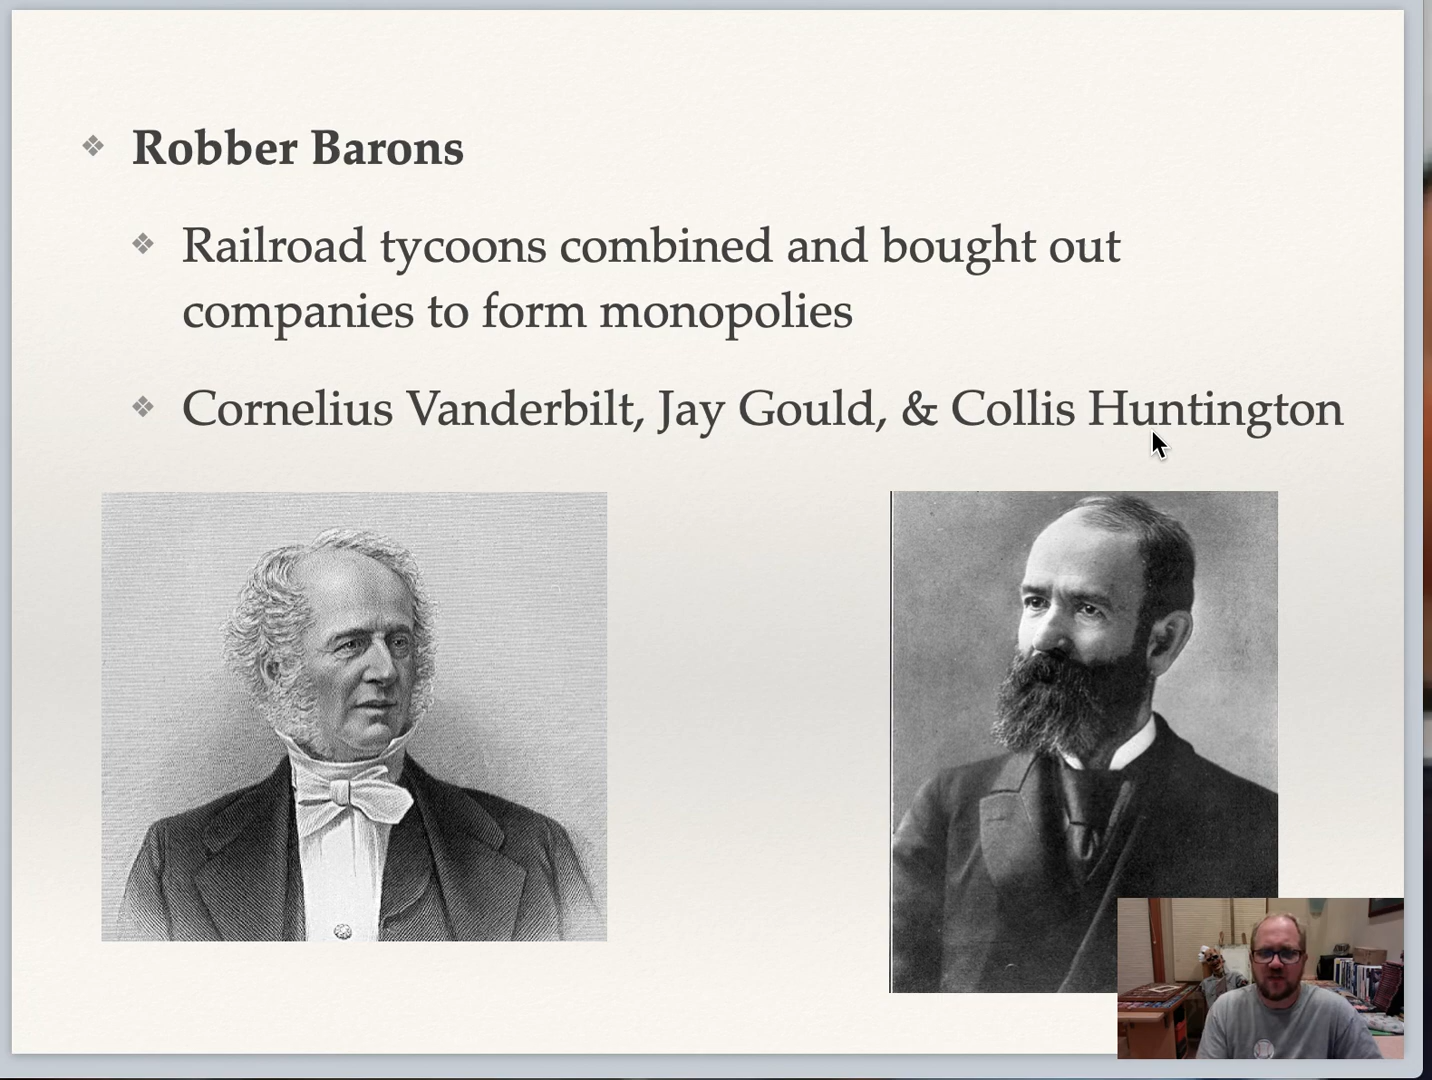 Robber Barons
Railroad tycoons combined and bought out
companies to form monopolies
Cornelius Vanderbilt, Jay Gould, & Collis Huntington